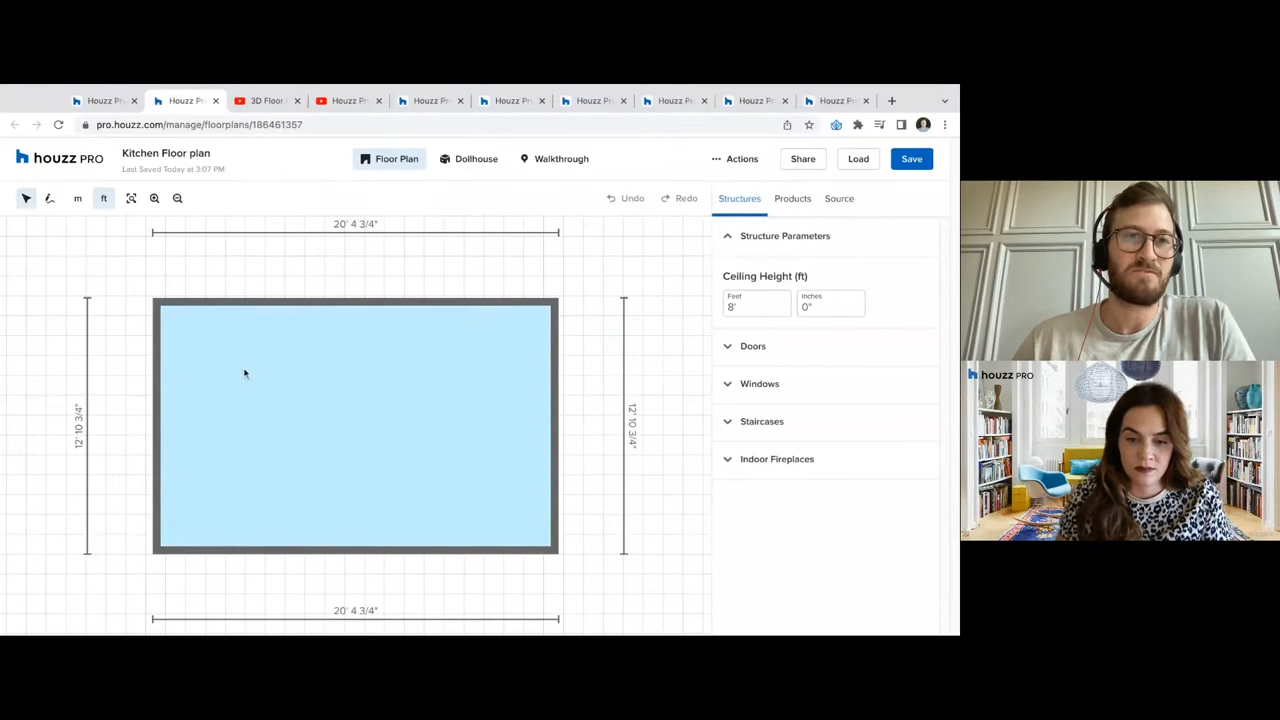 Houzz Pr
Houzz Pr
3D Floor
Houzz Pr
Houzz Pr
Houzz Pr
Houzz Pr
Houzz Pr
Houzz Pr
Houzz Pr
pro.houzz.com/manage/floorplans/186461357
houzz PRO
Kitchen Floor plan
Last Saved Today at 3:07 PM
Floor Plan
Dollhouse
Walkthrough
Actions
Share
Load
Save
m
ft
Undo
Redo
Structures
Products
Source
20' 4 3/4"
Structure Parameters
Ceiling Height (ft)
Feet
8'
Inches
0"
Doors
Windows
Staircases
Indoor Fireplaces
12' 10 3/4"
12' 10 3/4"
20' 4 3/4"
houzz PRO